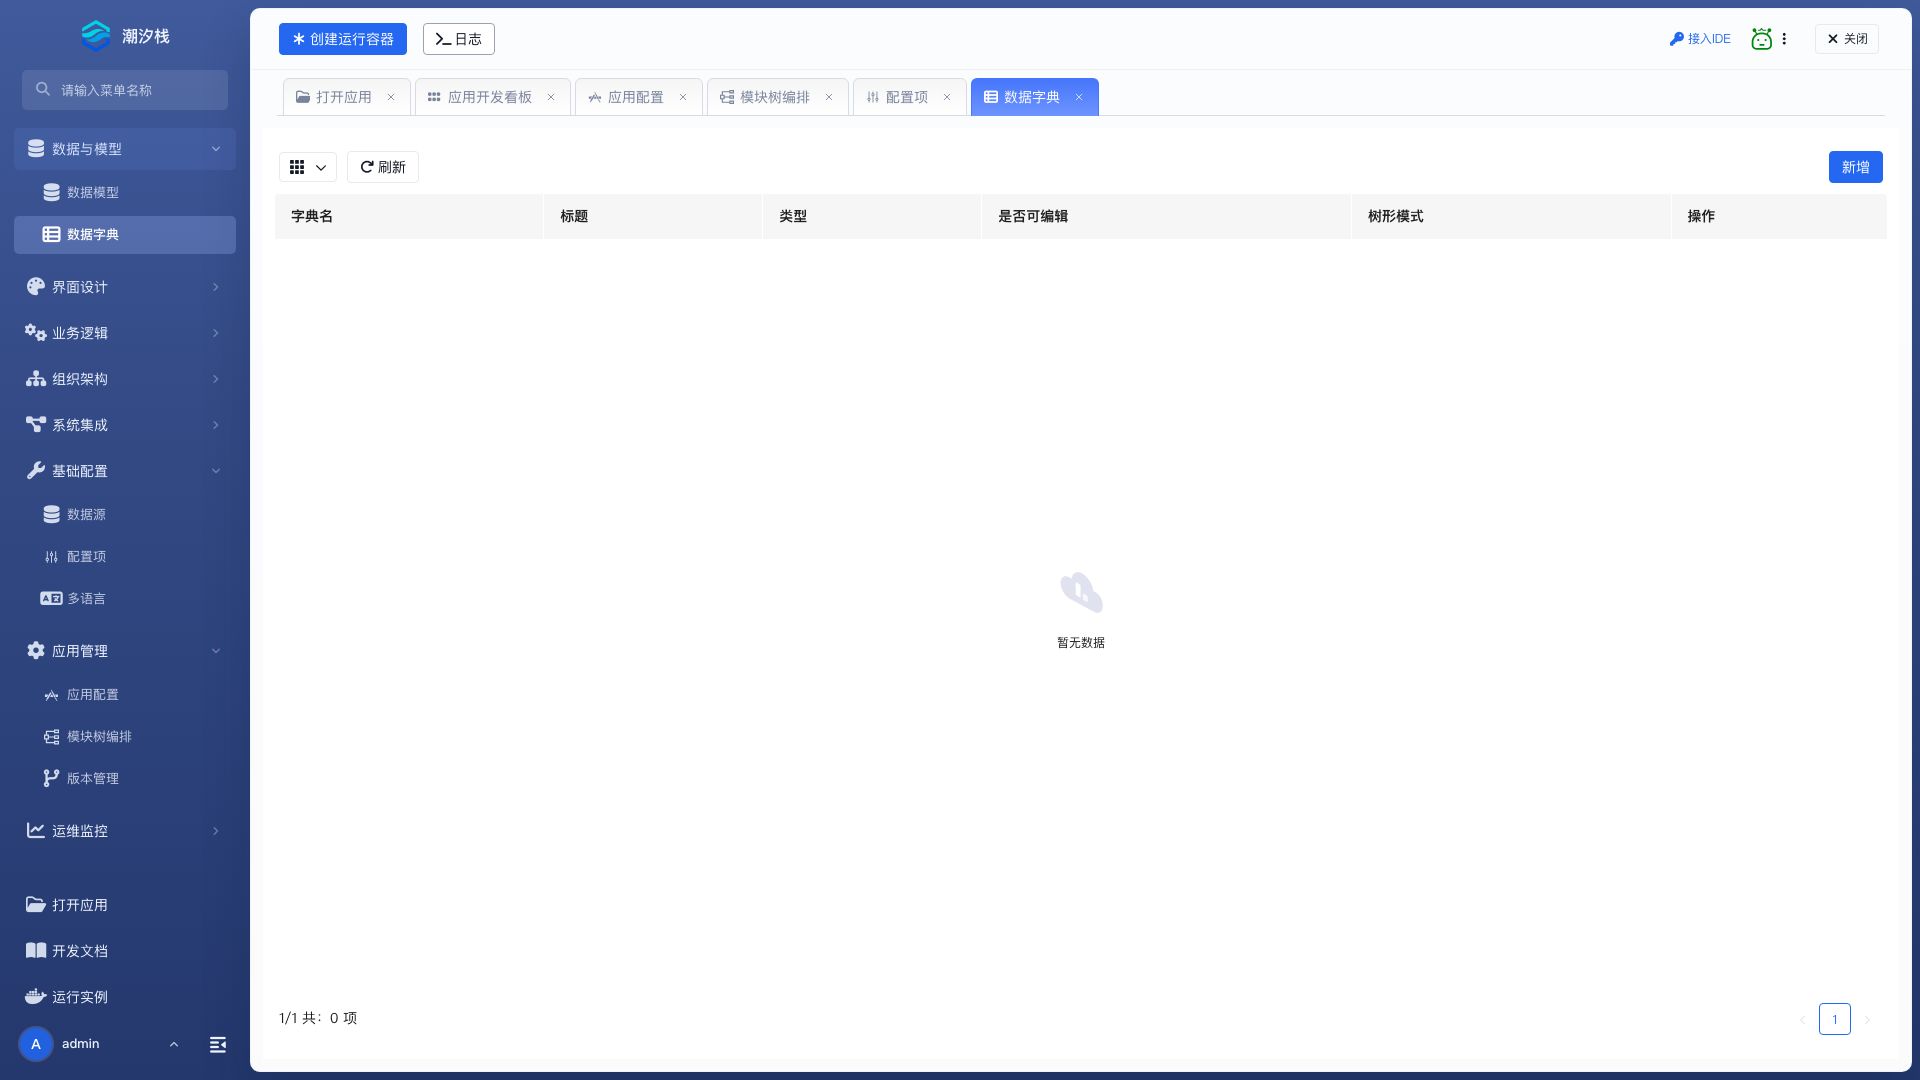 潮汐栈
请输入菜单名称
数据与模型
数据模型
数据字典
界面设计
业务逻辑
组织架构
系统集成
基础配置
数据源
配置项
多语言
应用管理
应用配置
模块树编排
版本管理
运维监控
打开应用
开发文档
运行实例
A admin
创建运行容器 日志 接入IDE 关闭
打开应用 应用开发看板 应用配置 模块树编排 配置项 数据字典
刷新 新增
字典名 标题 类型 是否可编辑 树形模式 操作
暂无数据
1/1 共：0 项 1